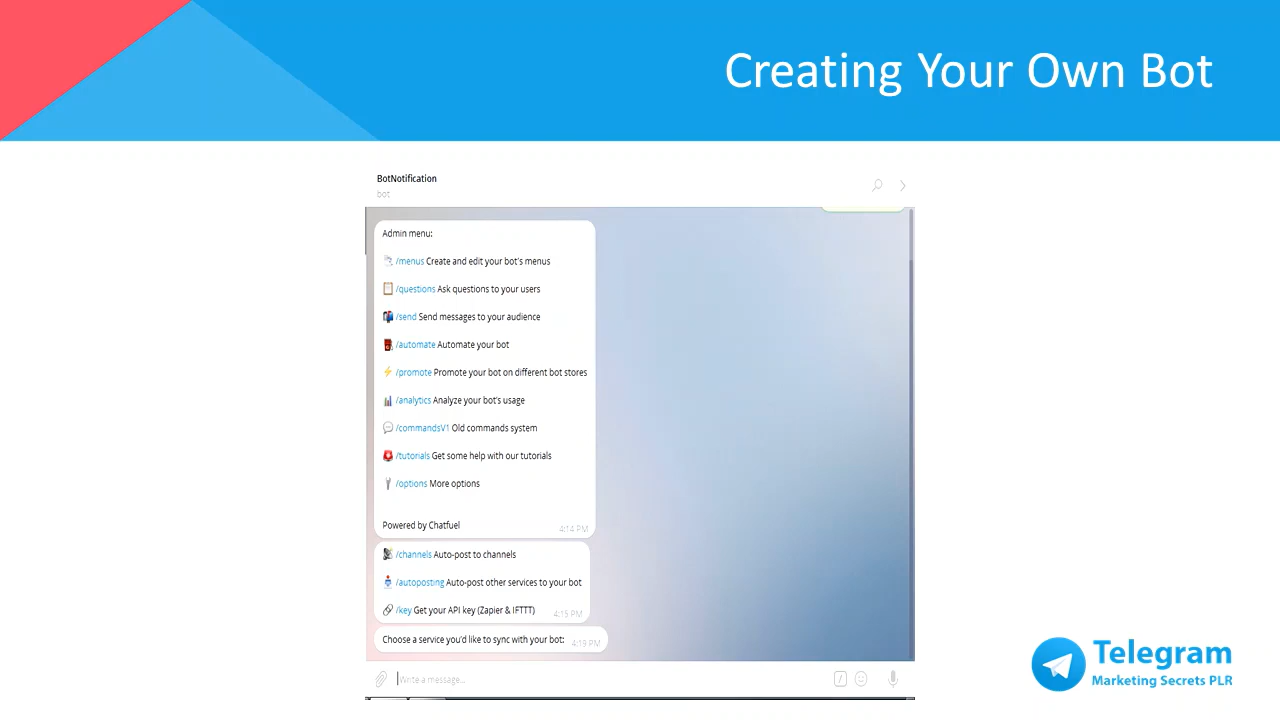 Creating Your Own Bot
BotNotification
bot
Admin menu:
/menus Create and edit your bot's menus
/questions Ask questions to your users
/send Send messages to your audience
/automate Automate your bot
/promote Promote your bot on different bot stores
/analytics Analyze your bot's usage
/commandsV1 Old commands system
/tutorials Get some help with our tutorials
/options More options
Powered by Chatfuel 4:14 PM
/channels Auto-post to channels
/autoposting Auto-post other services to your bot
/key Get your API key (Zapier & IFTTT) 4:15 PM
Choose a service you'd like to sync with your bot: 4:19 PM
Write a message...
Telegram
Marketing Secrets PLR